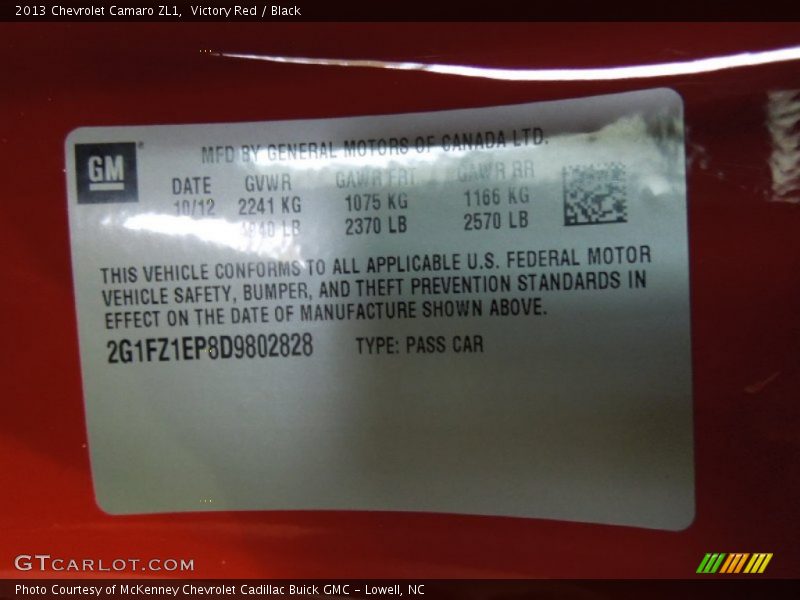 2013 Chevrolet Camaro ZL1, Victory Red / Black
GM
MFD BY GENERAL MOTORS OF CANADA LTD.
DATE GVWR GAWR FRT GAWR RR
10/12 2241 KG 1075 KG 1166 KG
LB 2370 LB 2570 LB
THIS VEHICLE CONFORMS TO ALL APPLICABLE U.S. FEDERAL MOTOR
VEHICLE SAFETY, BUMPER, AND THEFT PREVENTION STANDARDS IN
EFFECT ON THE DATE OF MANUFACTURE SHOWN ABOVE.
2G1FZ1EP8D9802828 TYPE: PASS CAR
GTCARLOT.COM
Photo Courtesy of McKenney Chevrolet Cadillac Buick GMC - Lowell, NC